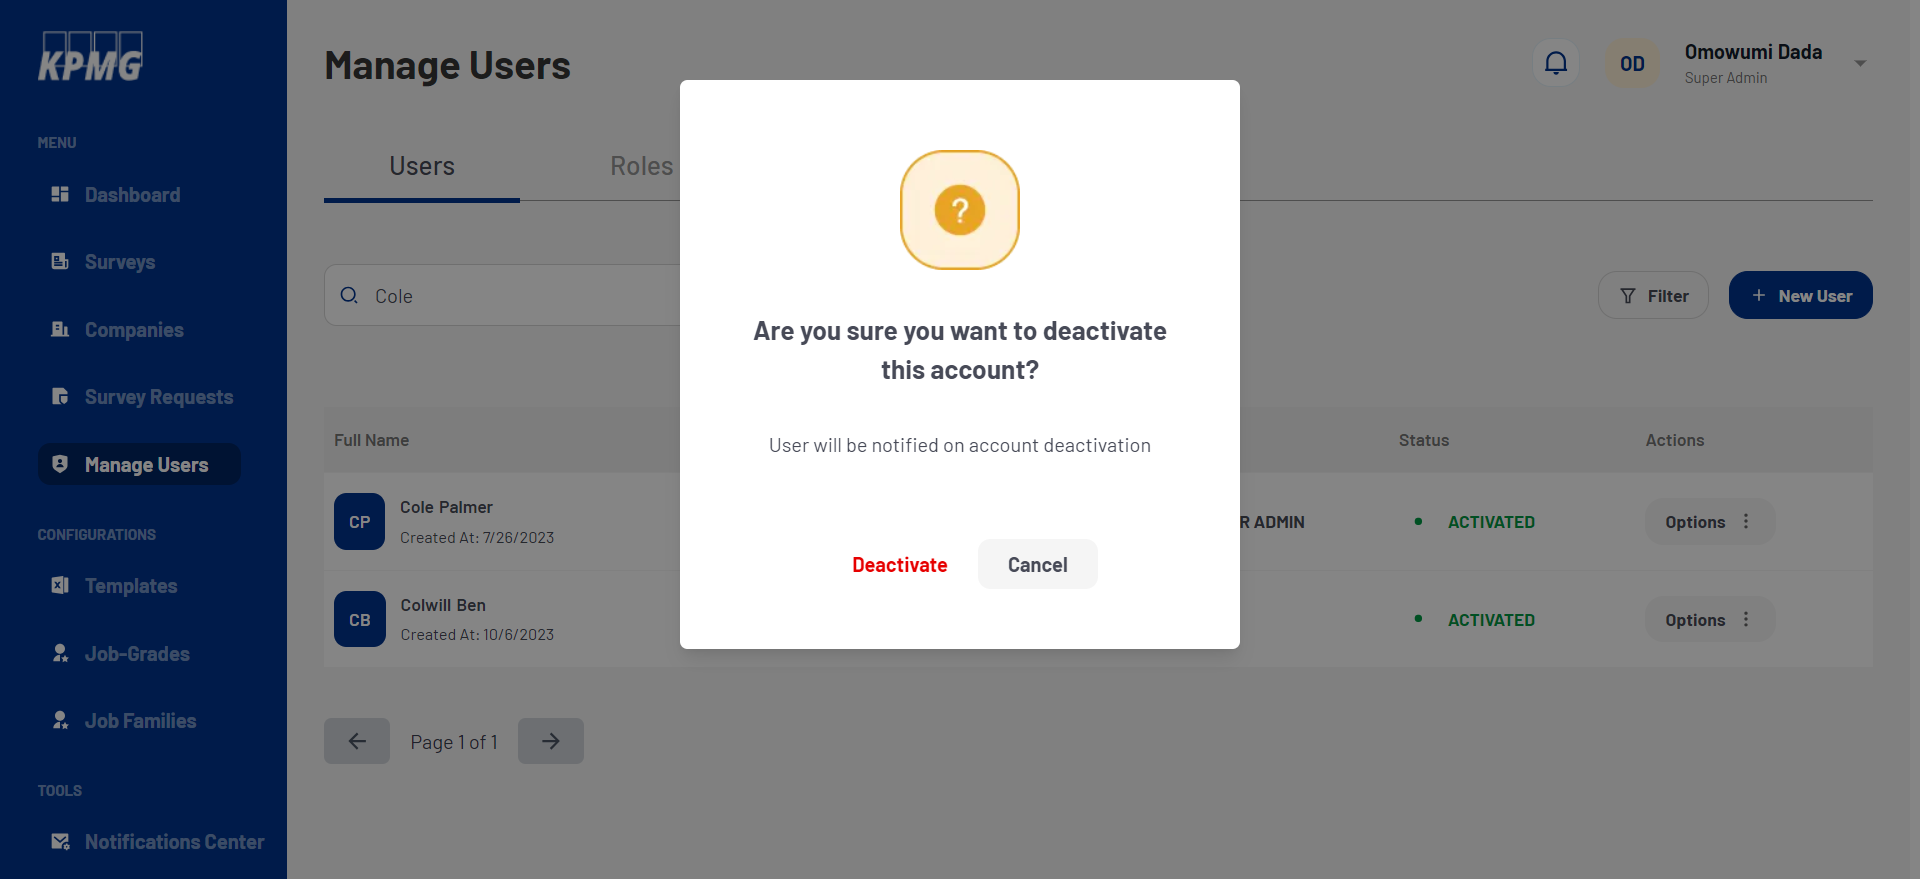 KPMG
MENU
Dashboard
Surveys
Companies
Survey Requests
Manage Users
CONFIGURATIONS
Templates
Job-Grades
Job Families
TOOLS
Notifications Center
Manage Users
OD
Omowumi Dada
Super Admin
Users
Roles
Cole
Filter
+ New User
Full Name
Status
Actions
CP
Cole Palmer
Created At: 7/26/2023
R ADMIN
ACTIVATED
Options
CB
Colwill Ben
Created At: 10/6/2023
ACTIVATED
Options
Page 1 of 1
?
Are you sure you want to deactivate
this account?
User will be notified on account deactivation
Deactivate
Cancel